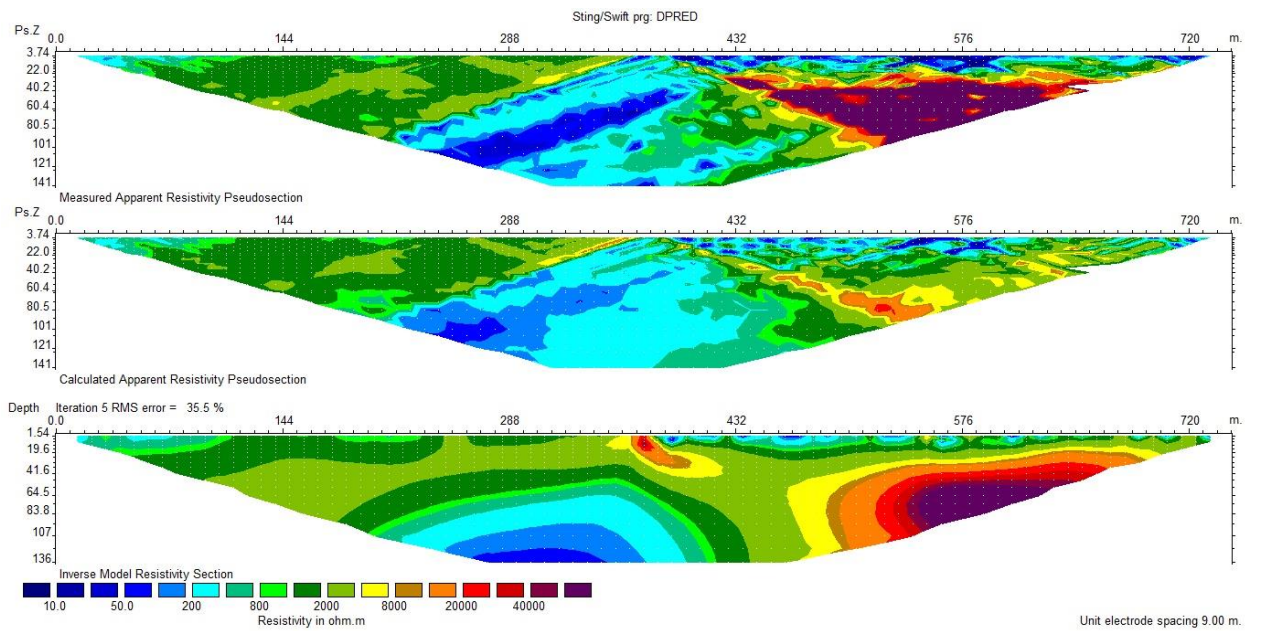 Sting/Swift prg: DPRED
Ps.Z 0.0 144 288 432 576 720 m.
3.74
22.0
40.2
60.4
80.5
101
121
141
Measured Apparent Resistivity Pseudosection
Ps.Z 0.0 144 288 432 576 720 m.
3.74
22.0
40.2
60.4
80.5
101
121
141
Calculated Apparent Resistivity Pseudosection
Depth Iteration 5 RMS error = 35.5 %
0.0 144 288 432 576 720 m.
1.54
19.6
41.6
64.5
83.8
107
136
Inverse Model Resistivity Section
10.0 50.0 200 800 2000 8000 20000 40000
Resistivity in ohm.m
Unit electrode spacing 9.00 m.